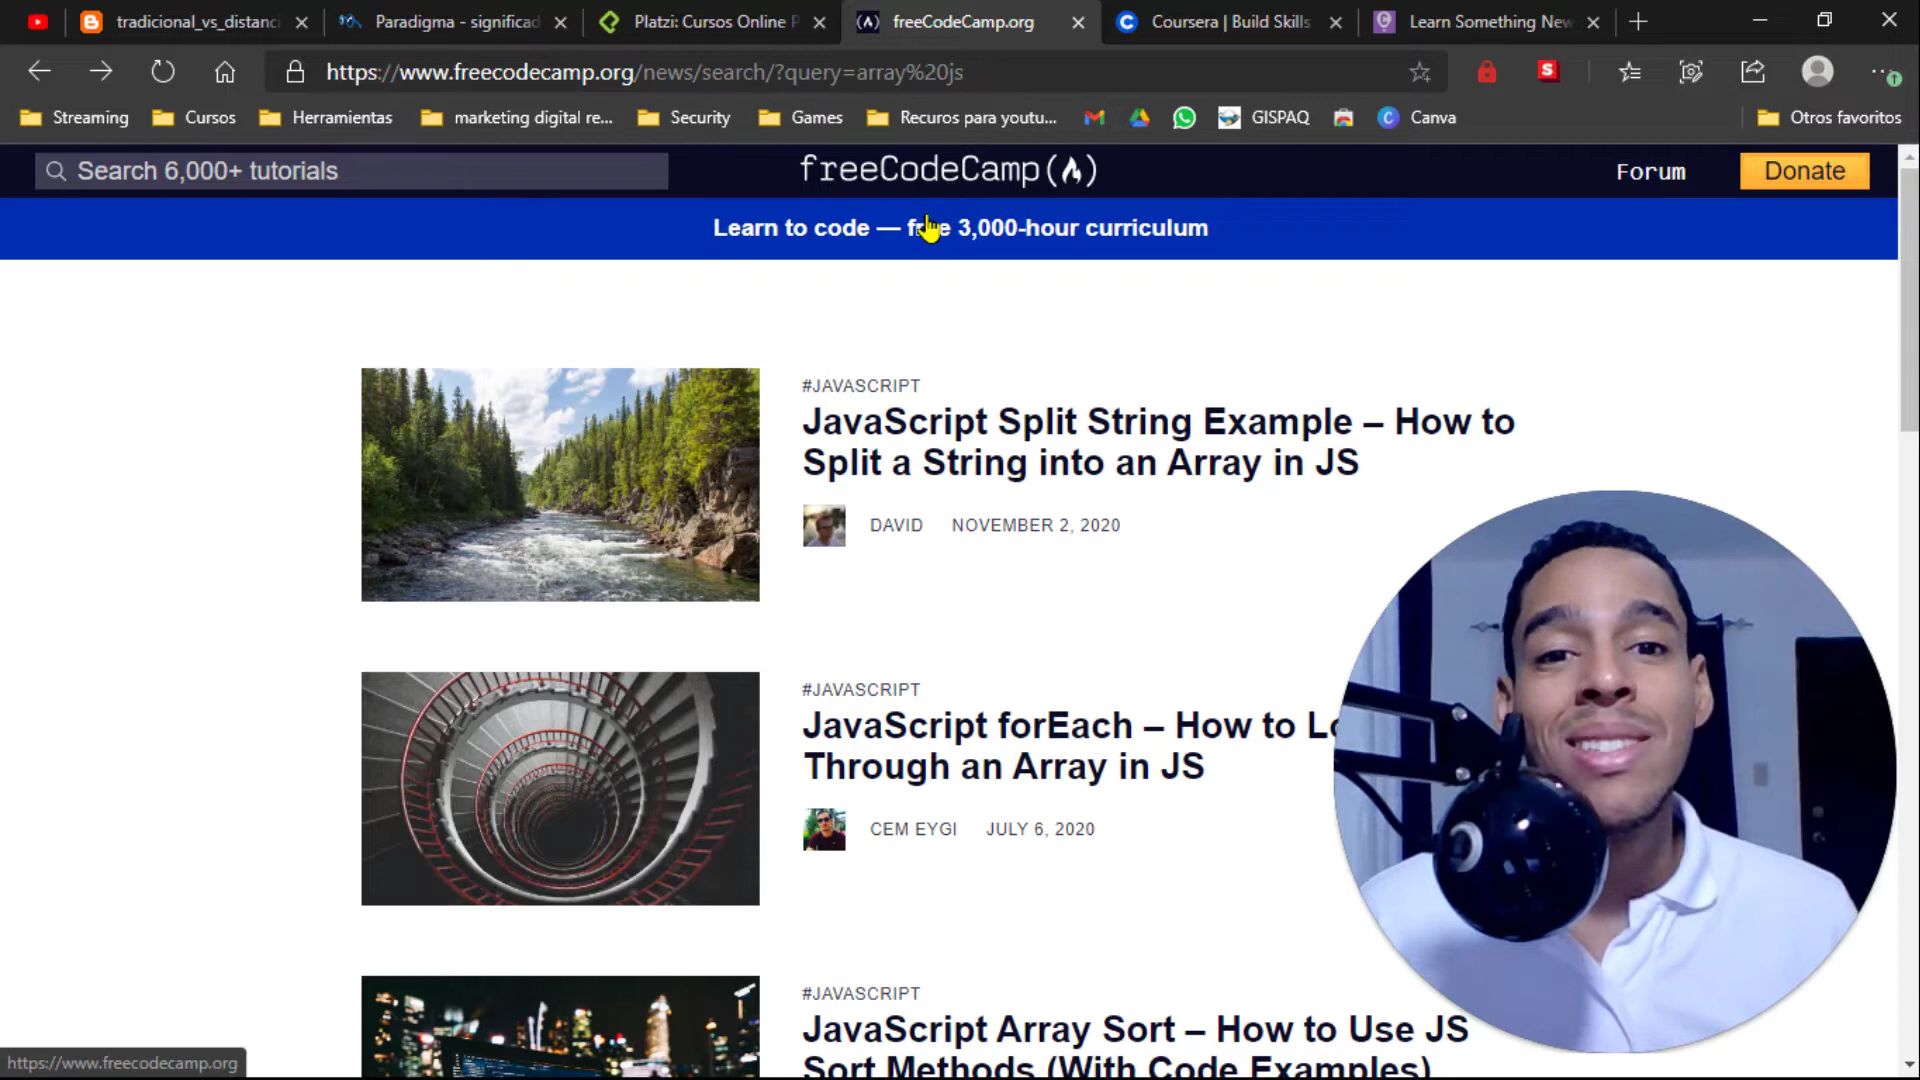 tradicional_vs_distanci
Paradigma - significad
Platzi: Cursos Online P
freeCodeCamp.org
Coursera | Build Skills
Learn Something New
https://www.freecodecamp.org/news/search/?query=array%20js
Streaming
Cursos
Herramientas
marketing digital re...
Security
Games
Recuros para youtu...
GISPAQ
Canva
Otros favoritos
Search 6,000+ tutorials
freeCodeCamp
Forum
Donate
Learn to code — free 3,000-hour curriculum
#JAVASCRIPT
JavaScript Split String Example – How to
Split a String into an Array in JS
DAVID NOVEMBER 2, 2020
#JAVASCRIPT
JavaScript forEach – How to Lo
Through an Array in JS
CEM EYGI JULY 6, 2020
#JAVASCRIPT
JavaScript Array Sort – How to Use JS
Sort Methods (With Code Examples)
https://www.freecodecamp.org